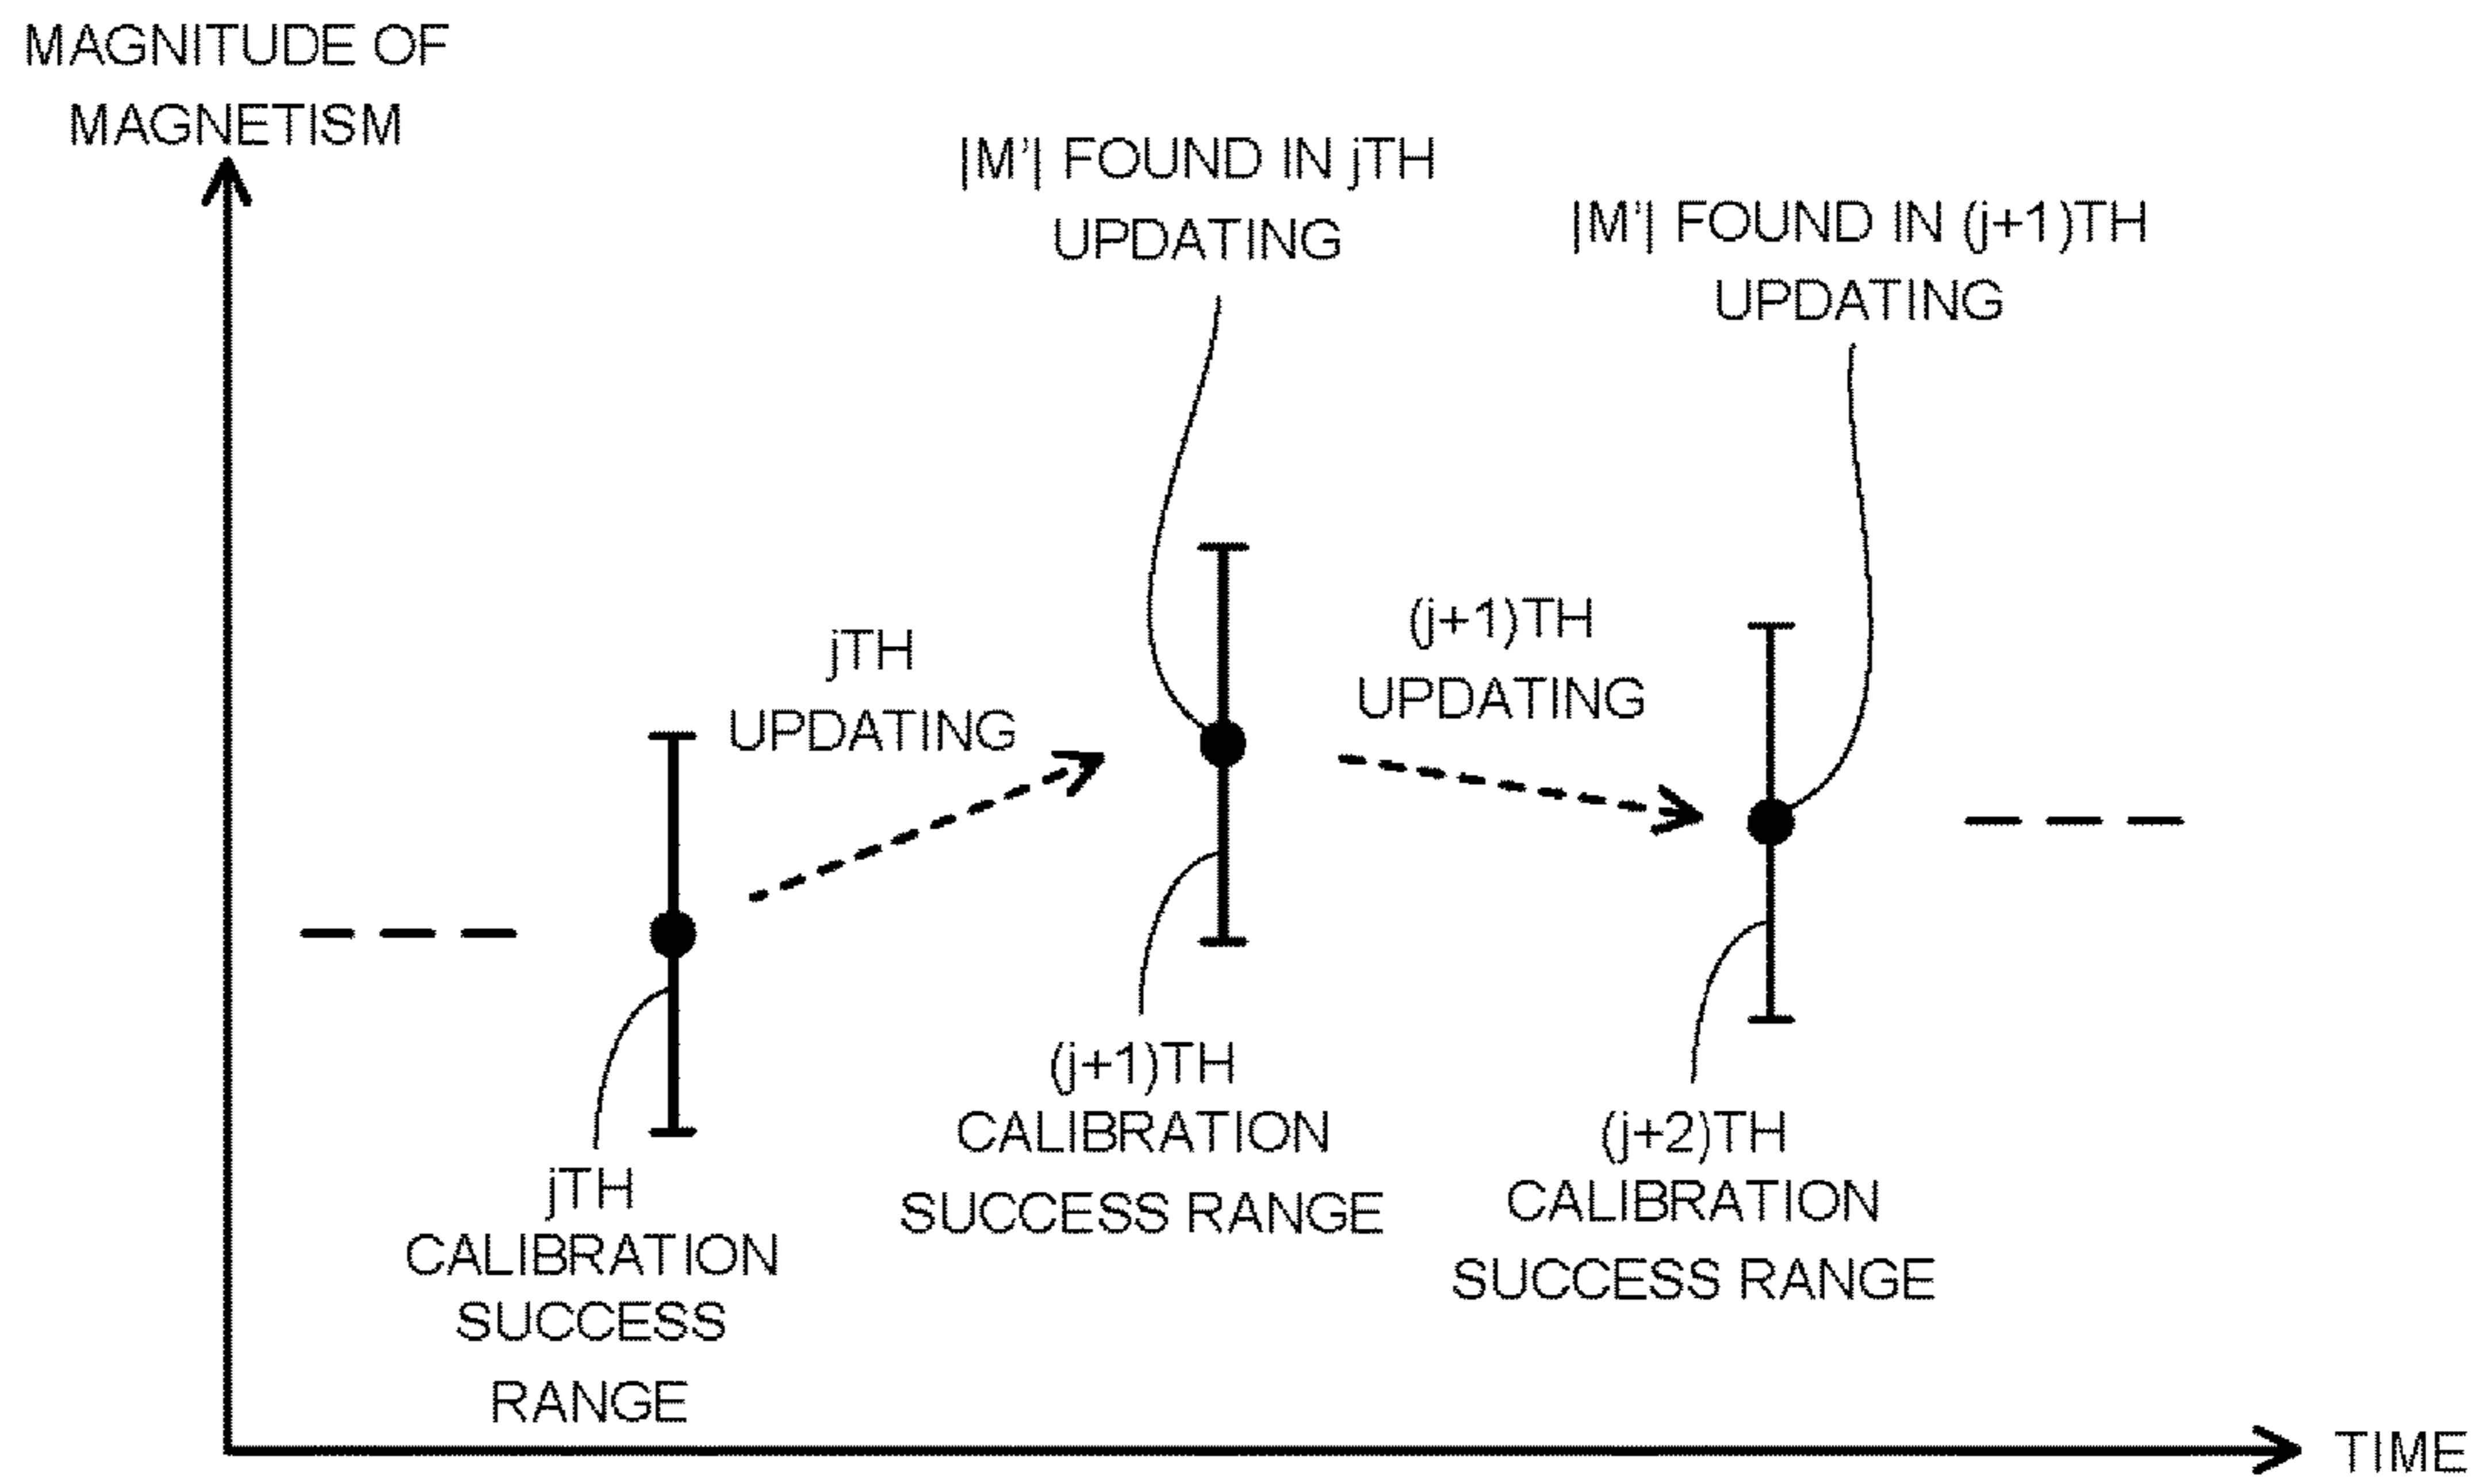 MAGNITUDE OF
MAGNETISM
|M'| FOUND IN jTH
UPDATING
|M'| FOUND IN (j+1)TH
UPDATING
jTH
UPDATING
(j+1)TH
UPDATING
jTH
CALIBRATION
SUCCESS
RANGE
(j+1)TH
CALIBRATION
SUCCESS RANGE
(j+2)TH
CALIBRATION
SUCCESS RANGE
TIME